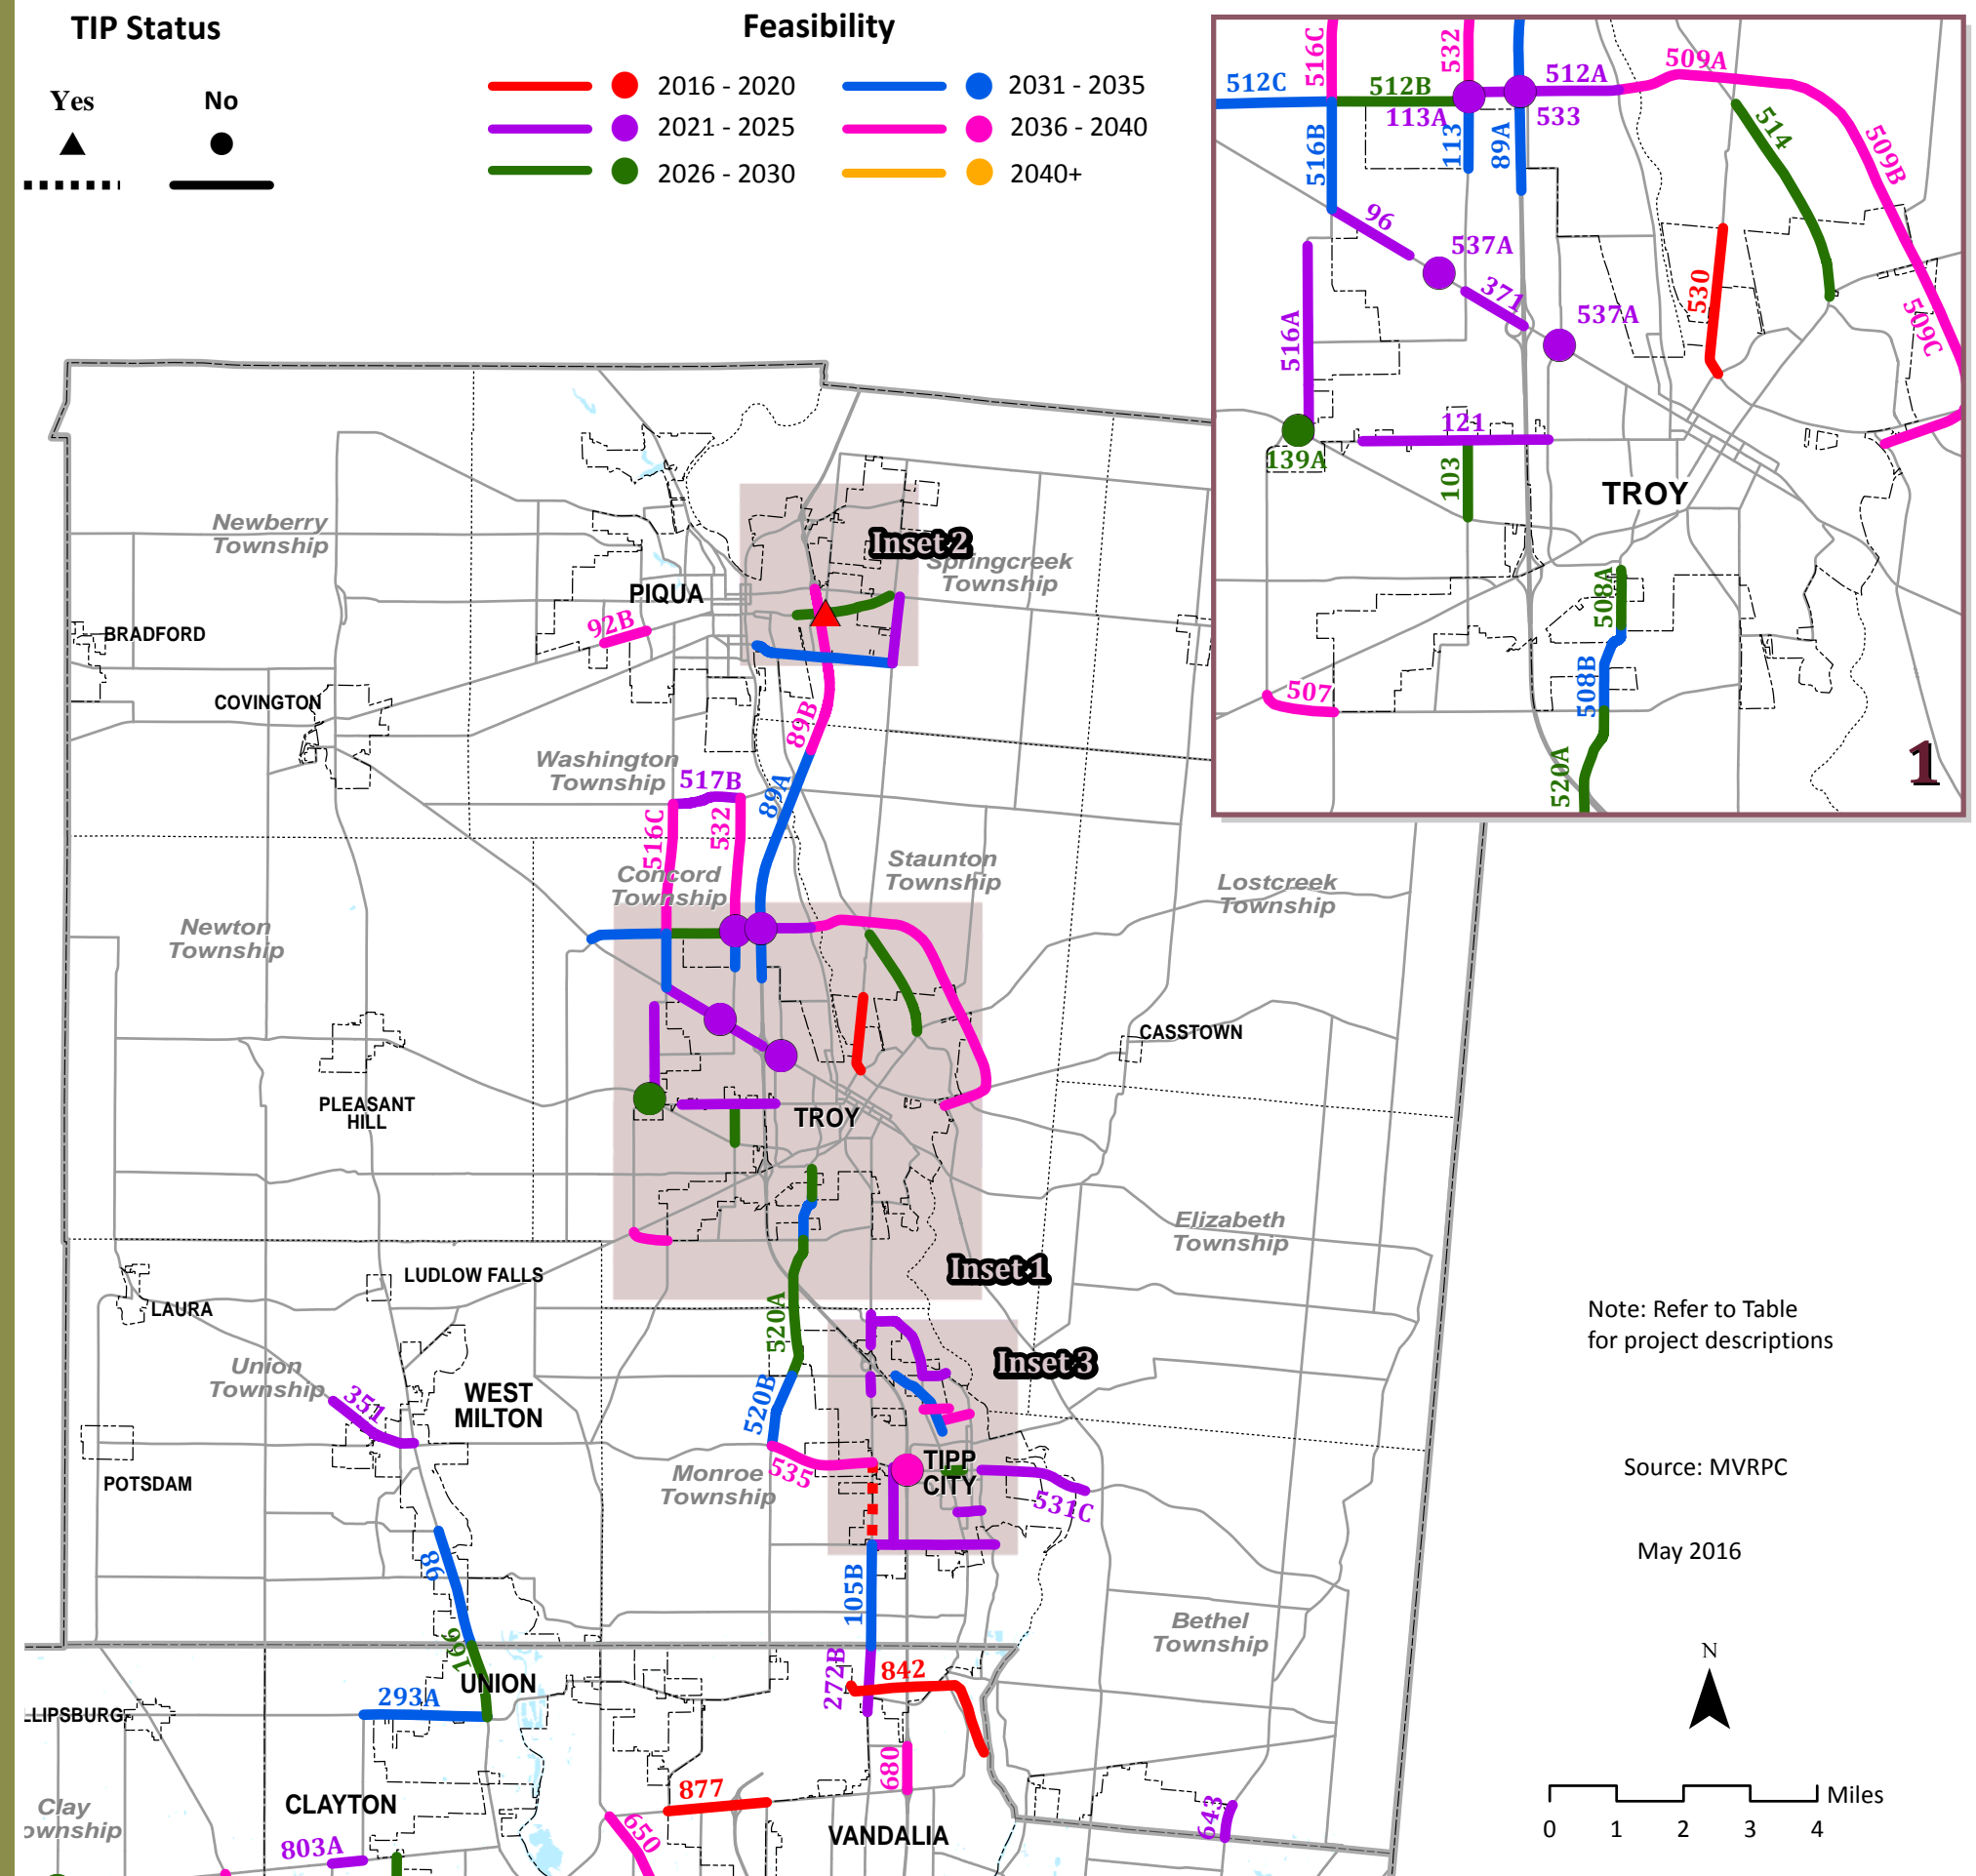 TIP Status
Yes
No
Feasibility
2016 - 2020
2021 - 2025
2026 - 2030
2031 - 2035
2036 - 2040
2040+
516C
532
512C
512B
113A
512A
533
509A
516B
113
89A
514
509B
96
537A
371
537A
530
509C
516A
121
139A
103
TROY
508A
508B
507
520A
1
Newberry
Township
Inset 2
Springcreek
Township
PIQUA
92B
BRADFORD
COVINGTON
89B
Washington
Township
517B
89A
516C
532
Concord
Township
Staunton
Township
Lostcreek
Township
Newton
Township
CASSTOWN
PLEASANT
HILL
TROY
Elizabeth
Township
Inset 1
LUDLOW FALLS
LAURA
520A
Inset 3
Union
Township
351
WEST
MILTON
520B
535
Monroe
Township
TIPP
CITY
531C
POTSDAM
98
105B
Bethel
Township
166
UNION
272B
842
293A
LLIPSBURG
680
877
CLAYTON
Clay
ownship
803A
650
VANDALIA
643
Note: Refer to Table
for project descriptions
Source: MVRPC
May 2016
N
Miles
0 1 2 3 4